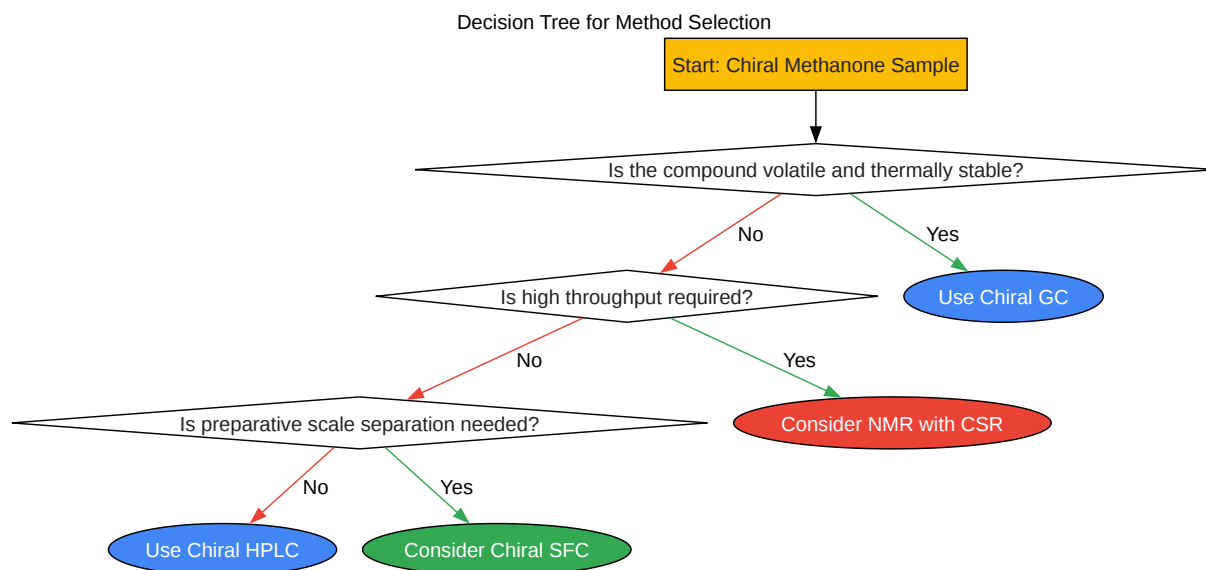 Decision Tree for Method Selection
Start: Chiral Methanone Sample
Is the compound volatile and thermally stable?
No
Yes
Is high throughput required?
Use Chiral GC
No
Yes
Is preparative scale separation needed?
Consider NMR with CSR
No
Yes
Use Chiral HPLC
Consider Chiral SFC